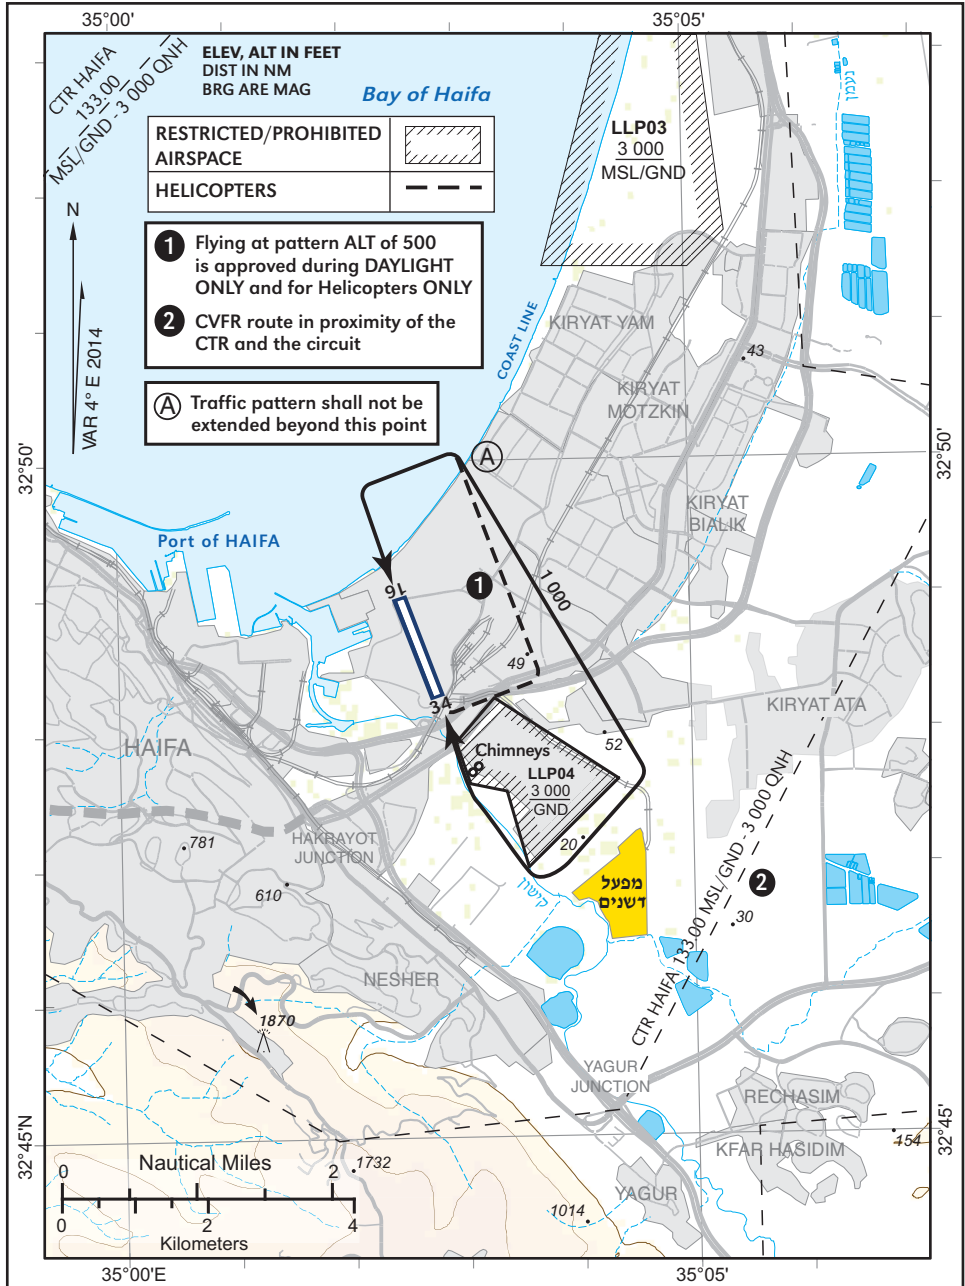 35°00'
35°05'
CTR HAIFA
133.00
MSL/GND - 3 000 QNH
ELEV, ALT IN FEET
DIST IN NM
BRG ARE MAG
Bay of Haifa
RESTRICTED/PROHIBITED
AIRSPACE
HELICOPTERS
LLP03
3 000
MSL/GND
נעמן
N
VAR 4° E 2014
1 Flying at pattern ALT of 500
is approved during DAYLIGHT
ONLY and for Helicopters ONLY
2 CVFR route in proximity of the
CTR and the circuit
A Traffic pattern shall not be
extended beyond this point
COAST LINE
KIRYAT YAM
43
KIRYAT
MOTZKIN
32°50'
32°50'
A
KIRYAT
BIALIK
Port of HAIFA
16
1
1 000
49
34
KIRYAT ATA
HAIFA
52
Chimneys
LLP04
3 000
GND
20
781
HAKRAYOT
JUNCTION
610
מפעל
דשנים
קישון
2
30
CTR HAIFA 133.00 MSL/GND - 3 000 QNH
NESHER
1870
YAGUR
JUNCTION
RECHASIM
KFAR HASIDIM
154
32°45'N
32°45'
1732
YAGUR
1014
Nautical Miles
0 2
0 2 4
Kilometers
35°00'E
35°05'